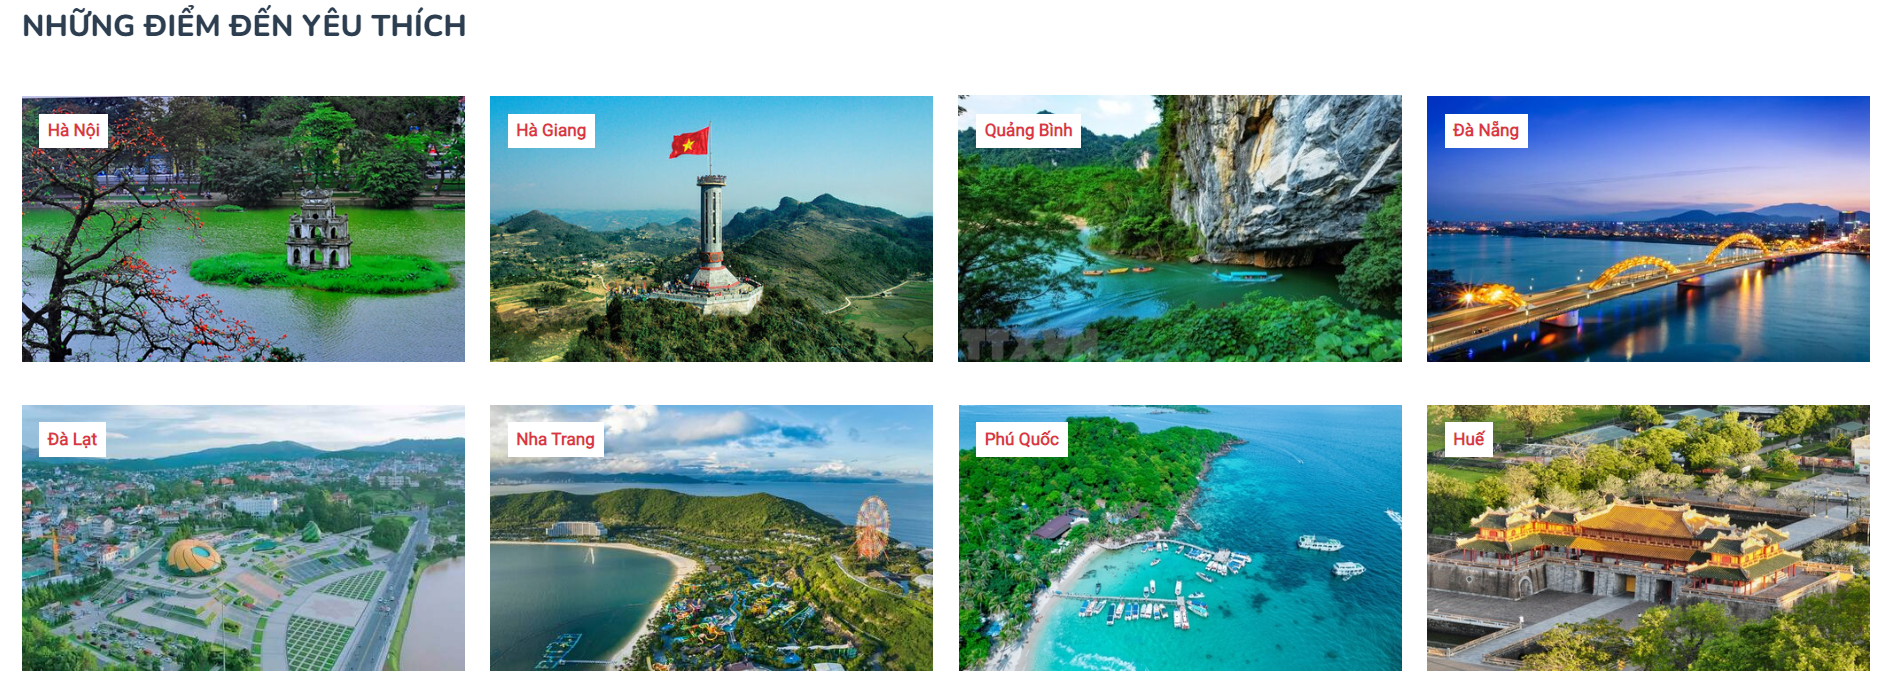 NHỮNG ĐIỂM ĐẾN YÊU THÍCH
Hà Nội
Hà Giang
Quảng Bình
Đà Nẵng
TTXVN
Đà Lạt
Nha Trang
Phú Quốc
Huế